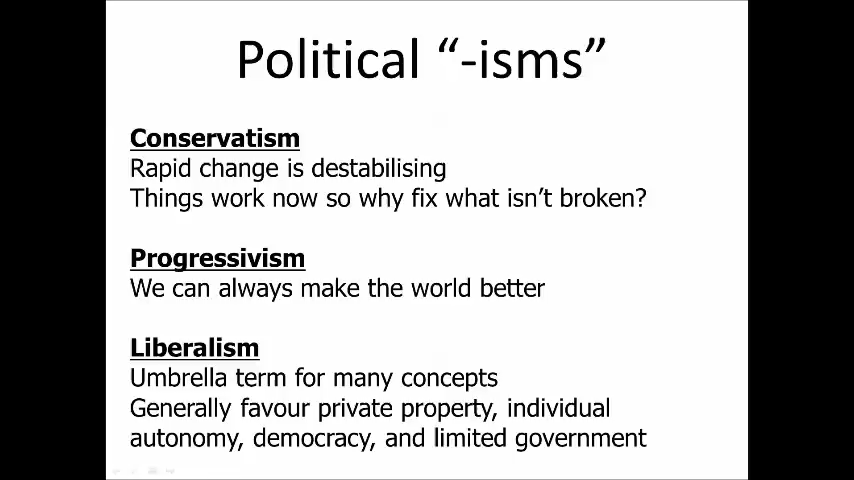 Political “-isms”
Conservatism
Rapid change is destabilising
Things work now so why fix what isn’t broken?
Progressivism
We can always make the world better
Liberalism
Umbrella term for many concepts
Generally favour private property, individual
autonomy, democracy, and limited government